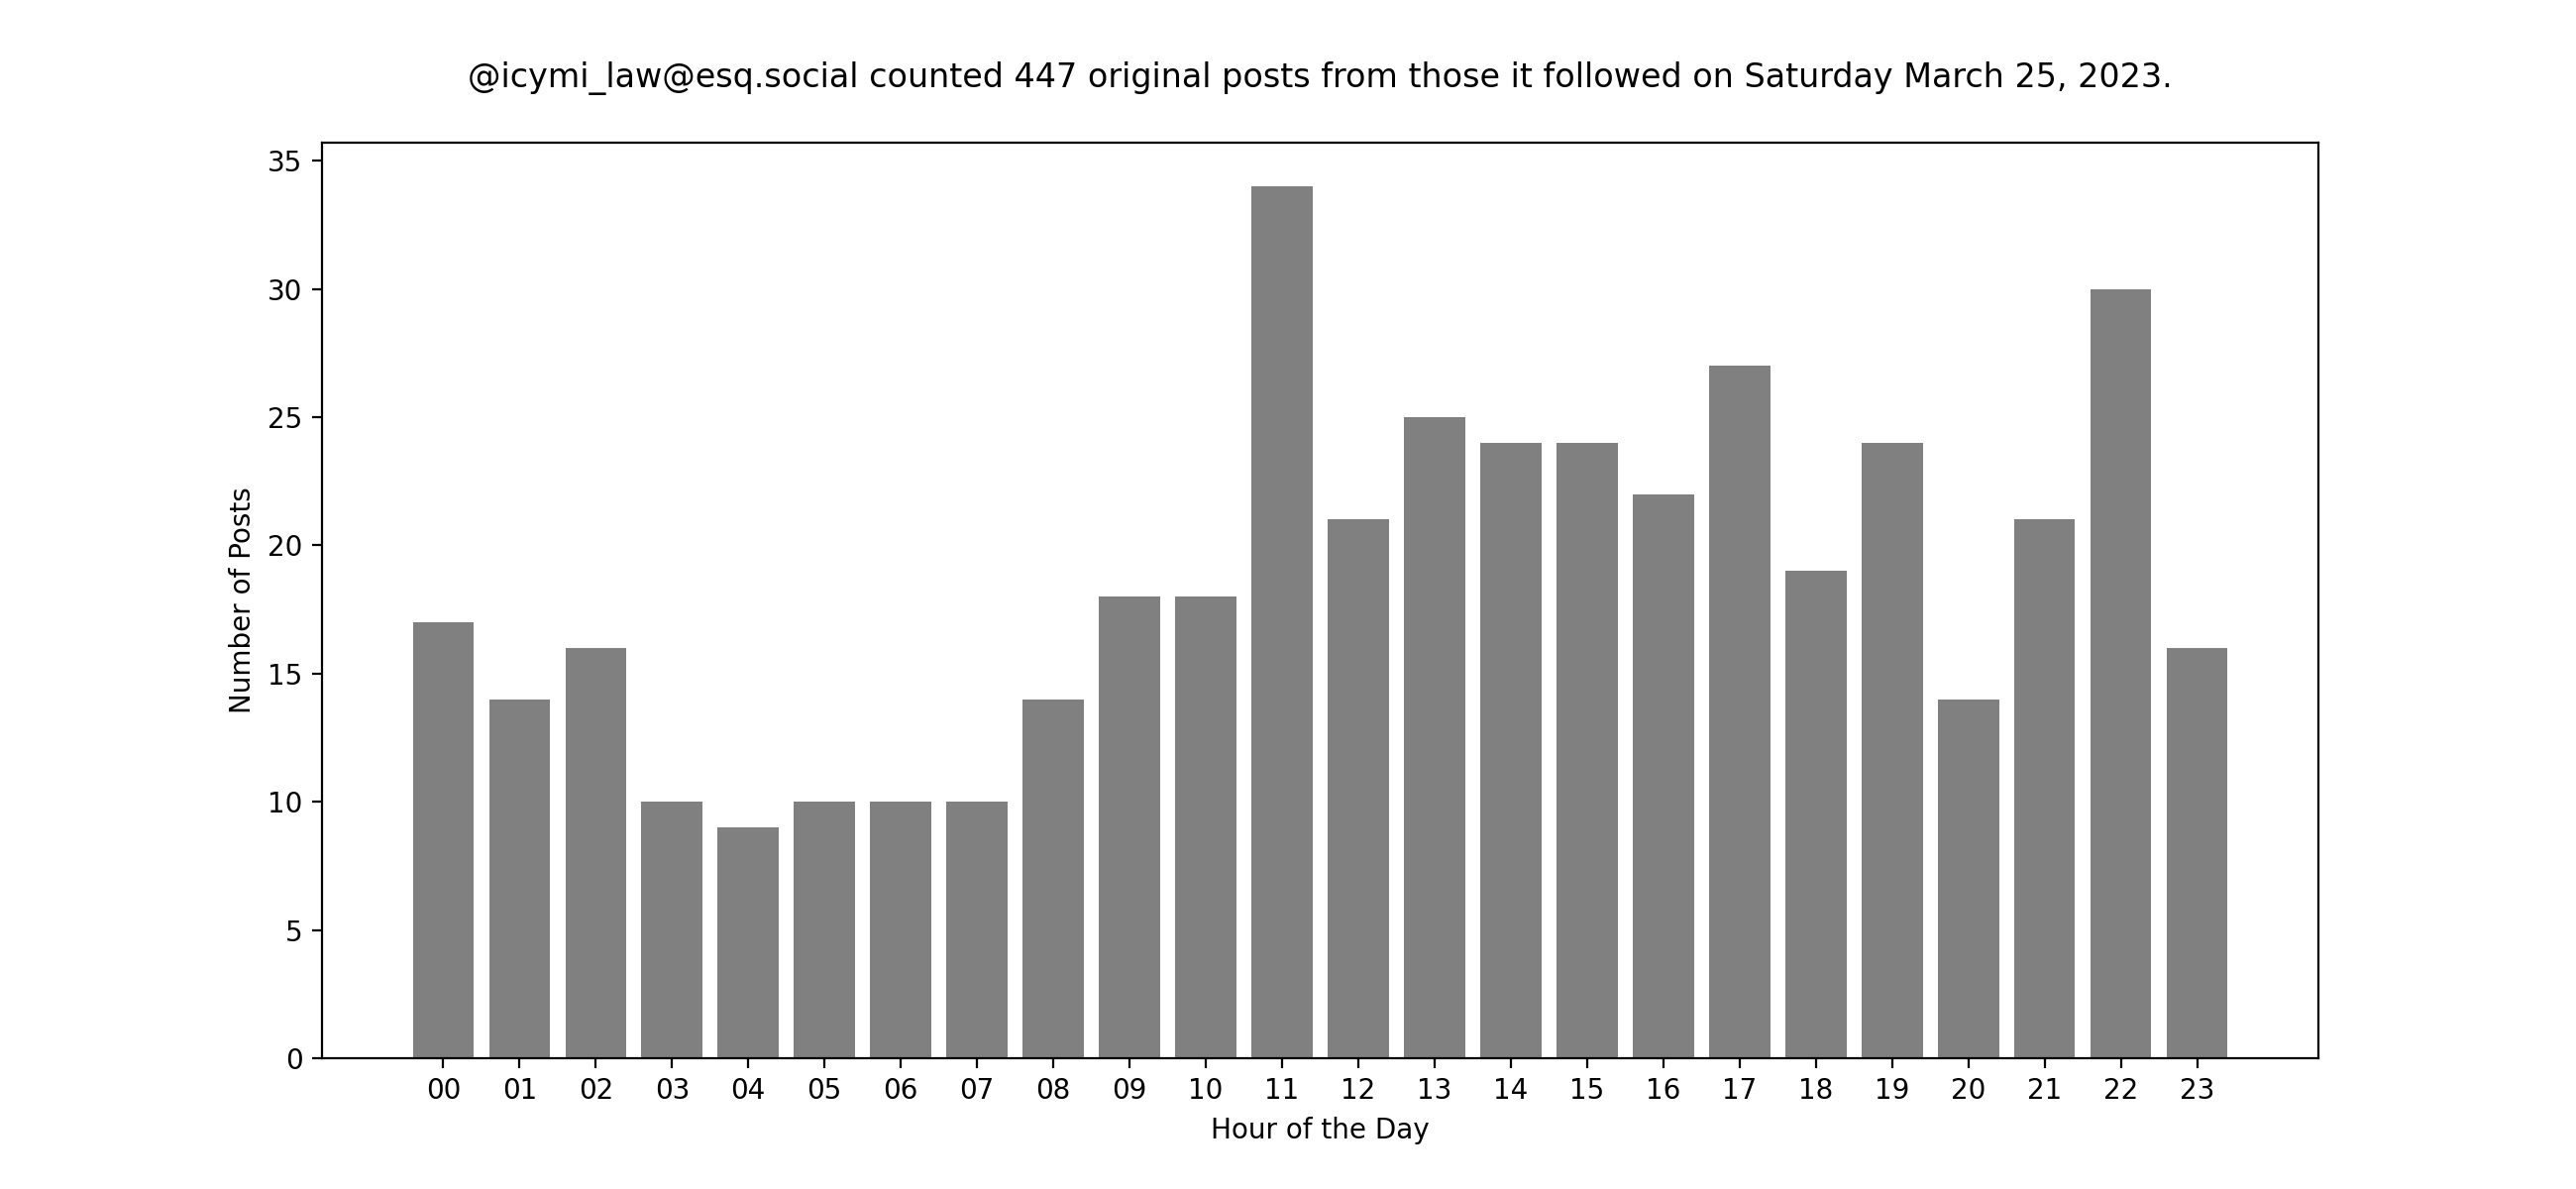 @icymi_law@esq.social counted 447 original posts from those it followed on Saturday March 25, 2023.
35
30
25
20
15
10
5
0
Number of Posts
00 01 02 03 04 05 06 07 08 09 10 11 12 13 14 15 16 17 18 19 20 21 22 23
Hour of the Day